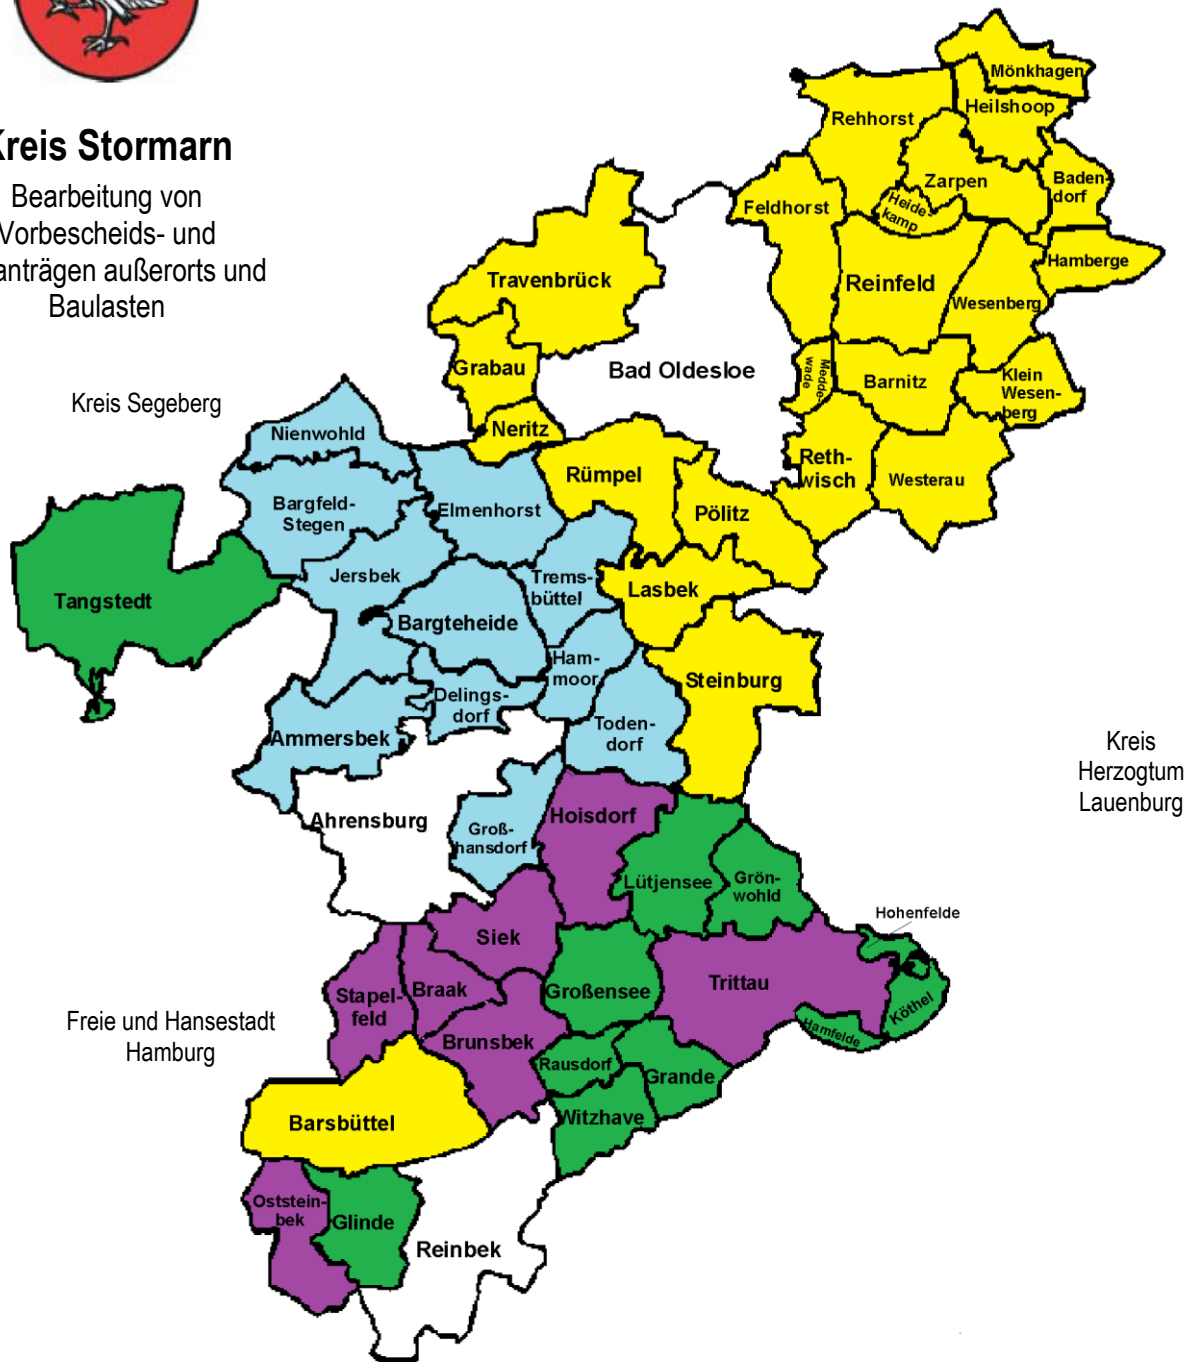 Kreis Stormarn
Bearbeitung von
Vorbescheids- und
anträgen außerorts und
Baulasten
Kreis Segeberg
Freie und Hansestadt
Hamburg
Kreis
Herzogtum
Lauenburg
Mönkhagen
Heilshoop
Rehhorst
Zarpen
Baden-
dorf
Heide-
kamp
Feldhorst
Hamberge
Reinfeld
Wesenberg
Travenbrück
Grabau
Bad Oldesloe
Medde-
wade
Barnitz
Klein
Wesen-
berg
Neritz
Nienwohld
Rümpel
Reth-
wisch
Westerau
Bargfeld-
Stegen
Elmenhorst
Pölitz
Jersbek
Trems-
büttel
Lasbek
Tangstedt
Bargteheide
Ham-
moor
Steinburg
Delings-
dorf
Toden-
dorf
Ammersbek
Ahrensburg
Groß-
hansdorf
Hoisdorf
Lütjensee
Grön-
wohld
Hohenfelde
Siek
Trittau
Großensee
Braak
Stapel-
feld
Köthel
Hamfelde
Brunsbek
Rausdorf
Grande
Witzhave
Barsbüttel
Oststein-
bek
Glinde
Reinbek